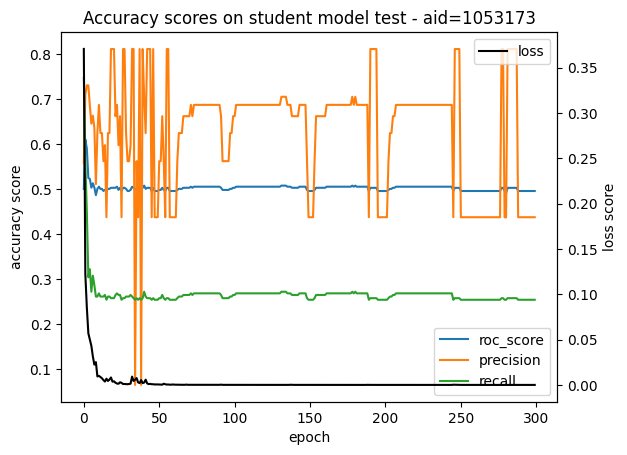 Accuracy scores on student model test - aid=1053173
0.8
0.7
0.6
0.5
0.4
0.3
0.2
0.1
accuracy score
0.35
0.30
0.25
0.20
0.15
0.10
0.05
0.00
loss score
loss
roc_score
precision
recall
0 50 100 150 200 250 300
epoch